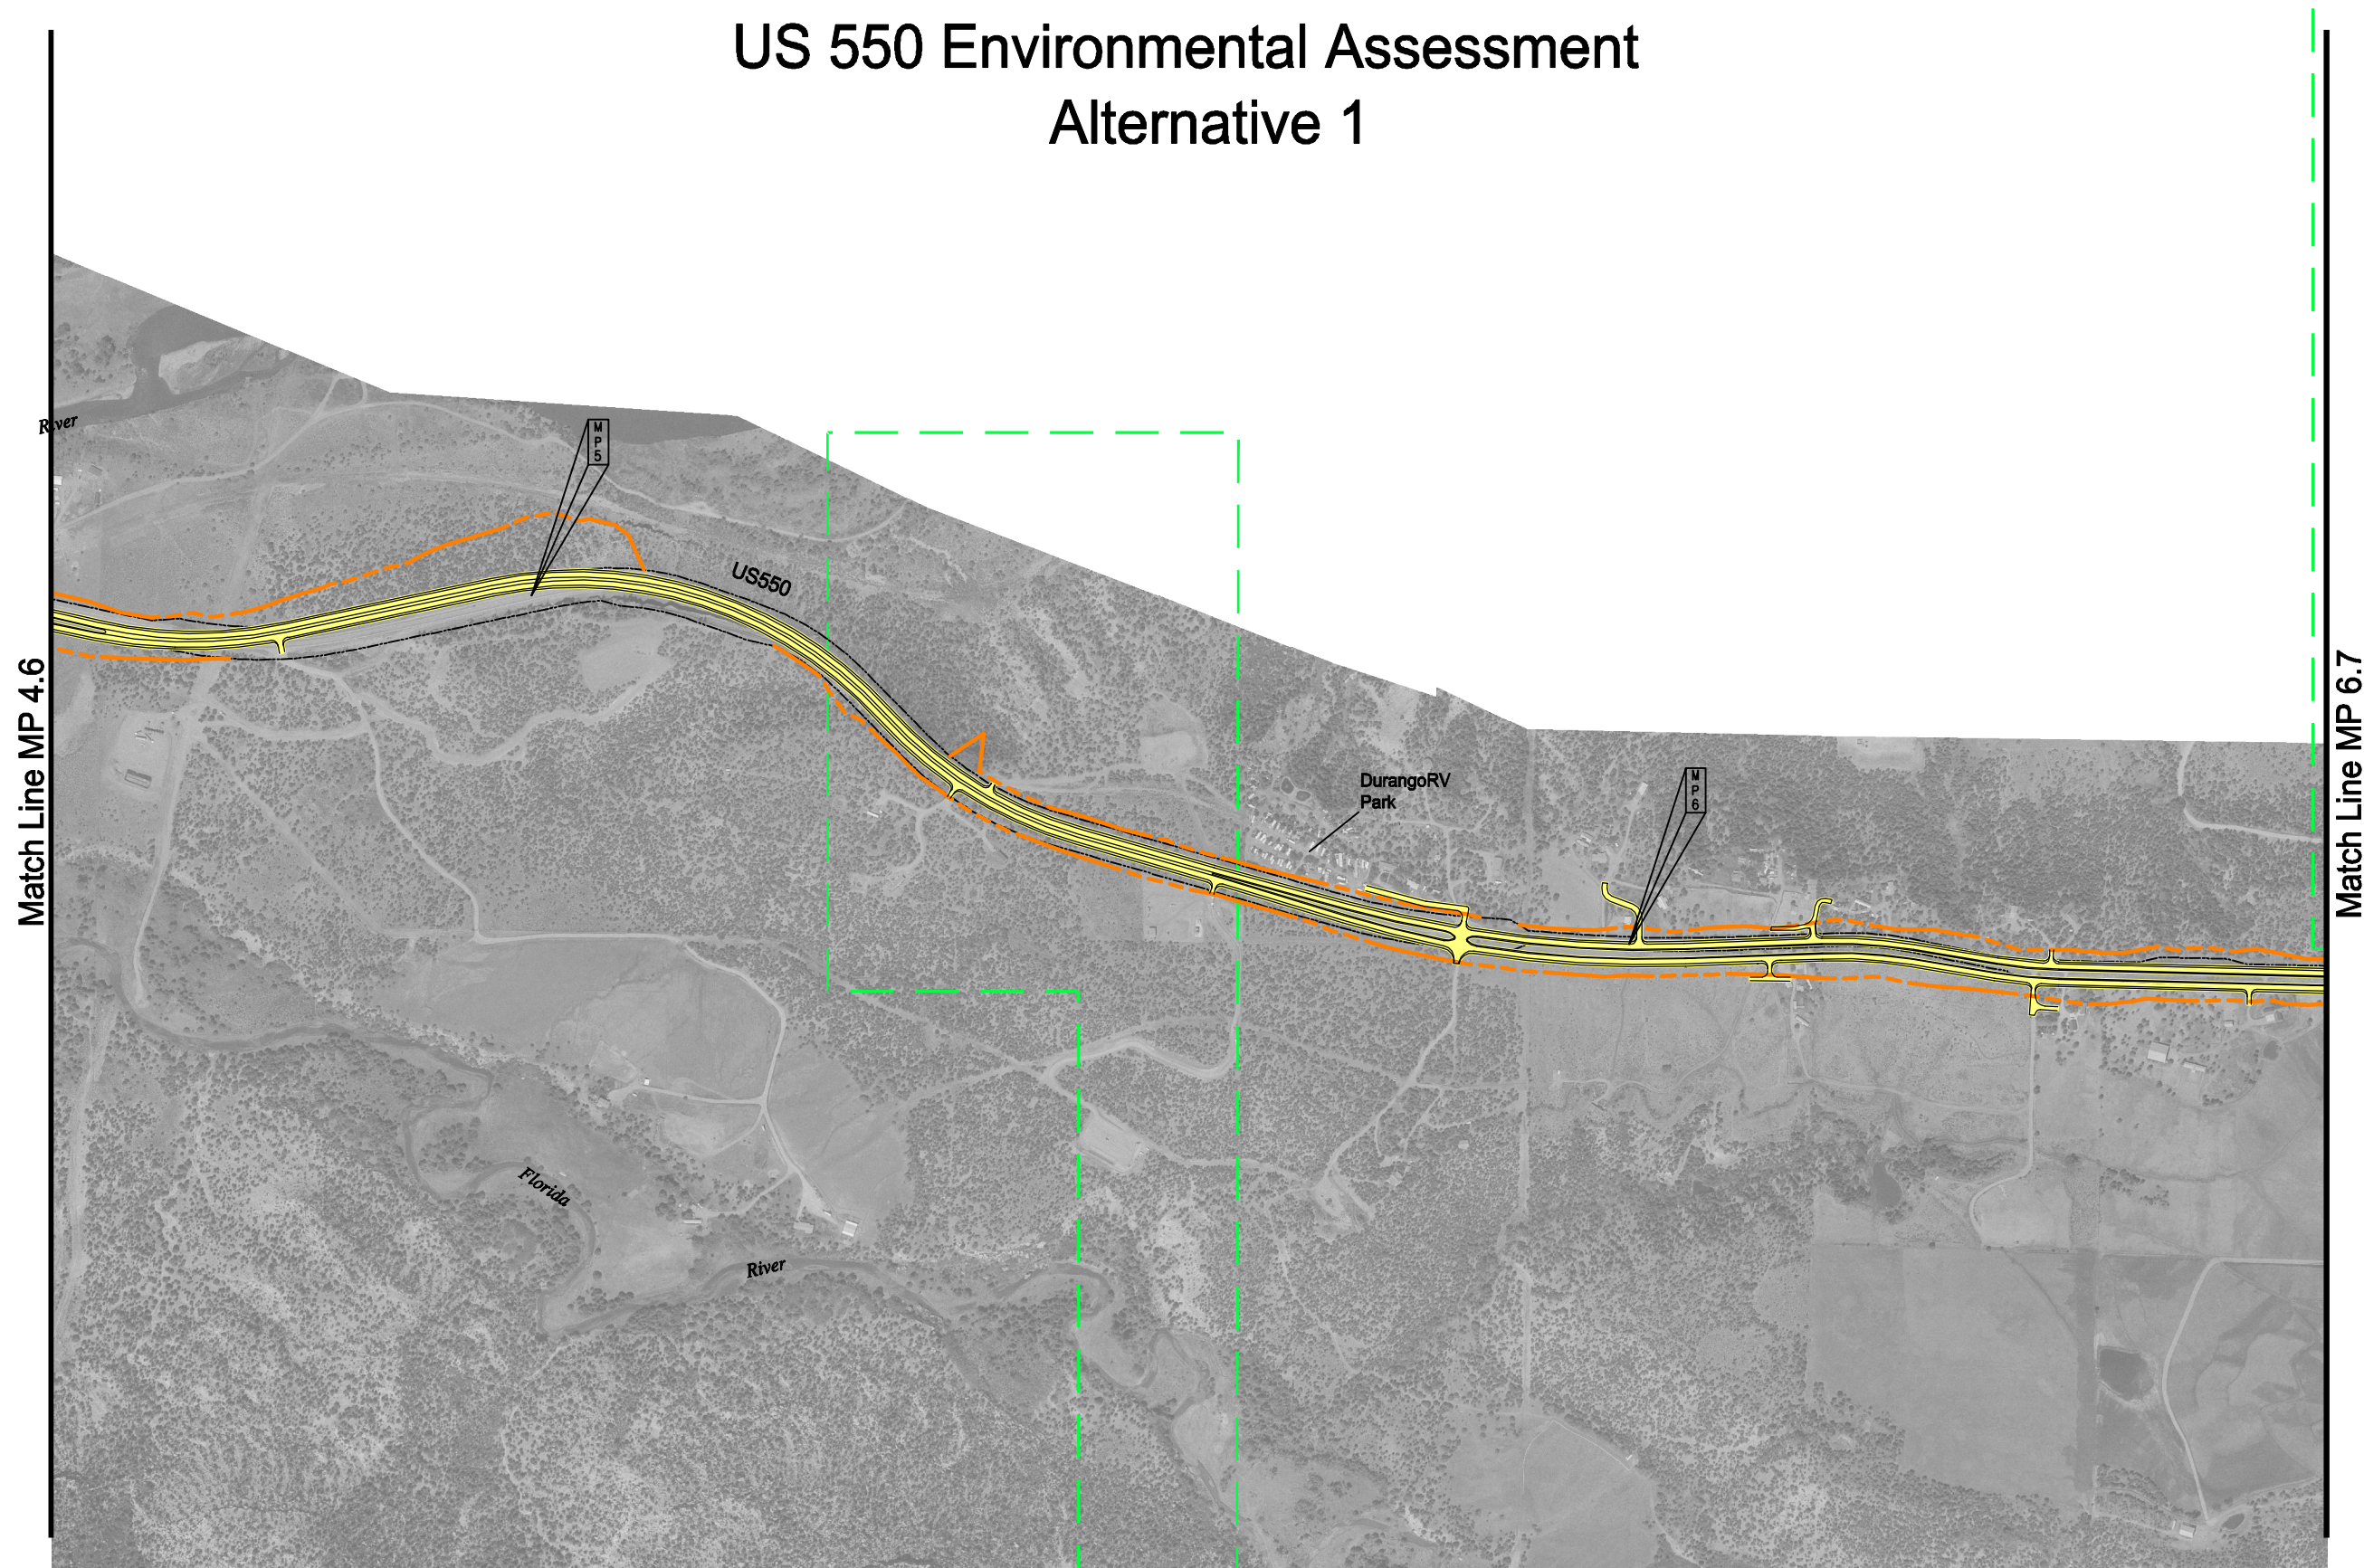 US 550 Environmental Assessment
Alternative 1
River
M
P
5
US550
Match Line MP 4.6
Match Line MP 6.7
DurangoRV
Park
M
P
6
Florida
River